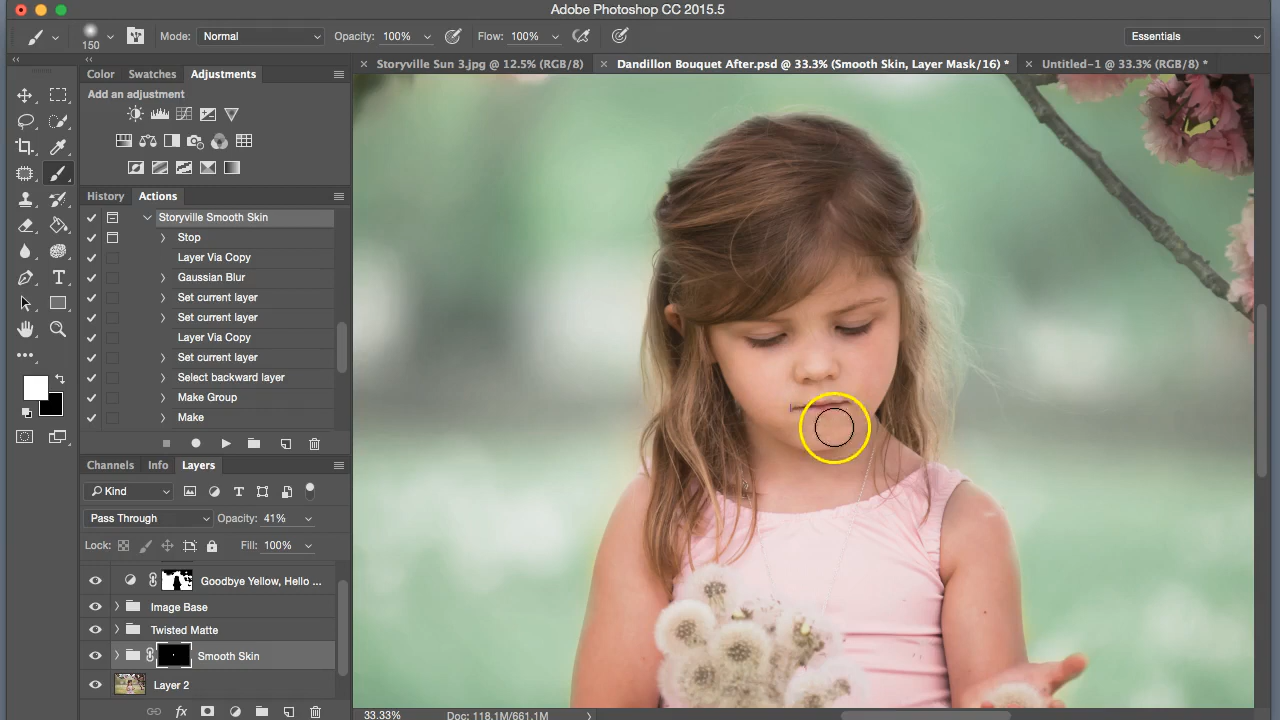 Adobe Photoshop CC 2015.5
150
Mode: Normal
Opacity: 100%
Flow: 100%
Essentials
Storyville Sun 3.jpg @ 12.5% (RGB/8)
Dandillon Bouquet After.psd @ 33.3% (Smooth Skin, Layer Mask/16) *
Untitled-1 @ 33.3% (RGB/8) *
Color
Swatches
Adjustments
Add an adjustment
History
Actions
Storyville Smooth Skin
Stop
Layer Via Copy
Gaussian Blur
Set current layer
Set current layer
Layer Via Copy
Set current layer
Select backward layer
Make Group
Make
Channels
Info
Layers
Kind
Pass Through
Opacity: 41%
Lock:
Fill: 100%
Goodbye Yellow, Hello ...
Image Base
Twisted Matte
Smooth Skin
Layer 2
33.33%
Doc: 118.1M/661.1M